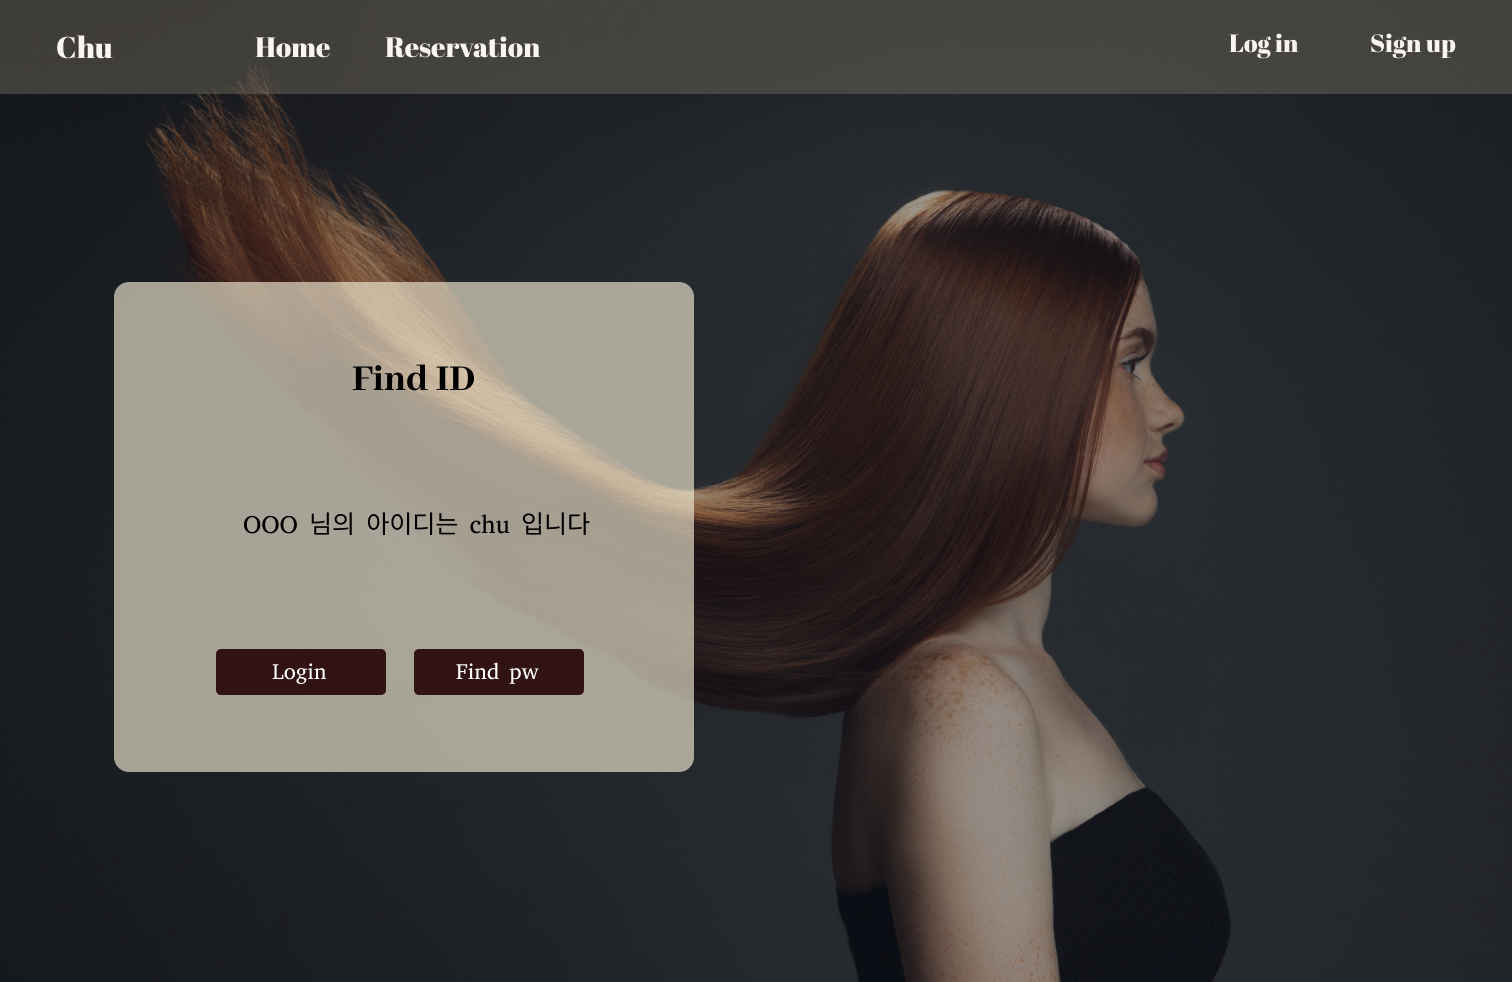 Chu Home Reservation Log in Sign up
Find ID
OOO 님의 아이디는 chu 입니다
Login Find pw